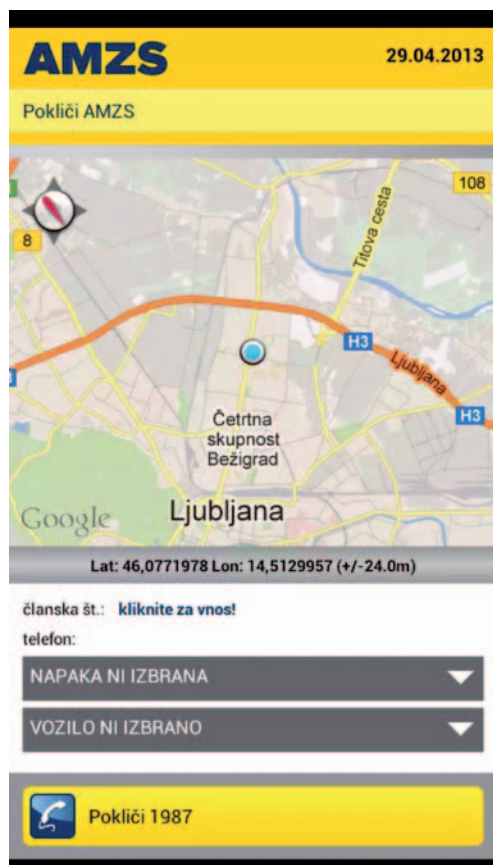 AMZS
29.04.2013
Pokliči AMZS
108
8
Titova cesta
H3
Ljubljana
H3
Četrtna
skupnost
Bežigrad
Ljubljana
Google
Lat: 46,0771978 Lon: 14,5129957 (+/-24.0m)
članska št.: kliknite za vnos!
telefon:
NAPAKA NI IZBRANA
VOZILO NI IZBRANO
Pokliči 1987